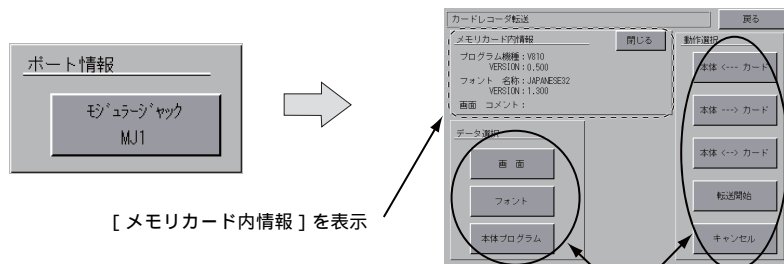 ポート情報
ﾓｼﾞｭﾗｰｼﾞｬｯｸ
MJ1
[ メモリカード内情報 ] を表示
カードレコーダ転送
戻る
メモリカード内情報
閉じる
プログラム機種：V810
VERSION：0.500
フォント 名称：JAPANESE32
VERSION：1.300
画面 コメント：
データ選択
画 面
フォント
本体プログラム
動作選択
本体 <--- カード
本体 ---> カード
本体 <--> カード
転送開始
キャンセル